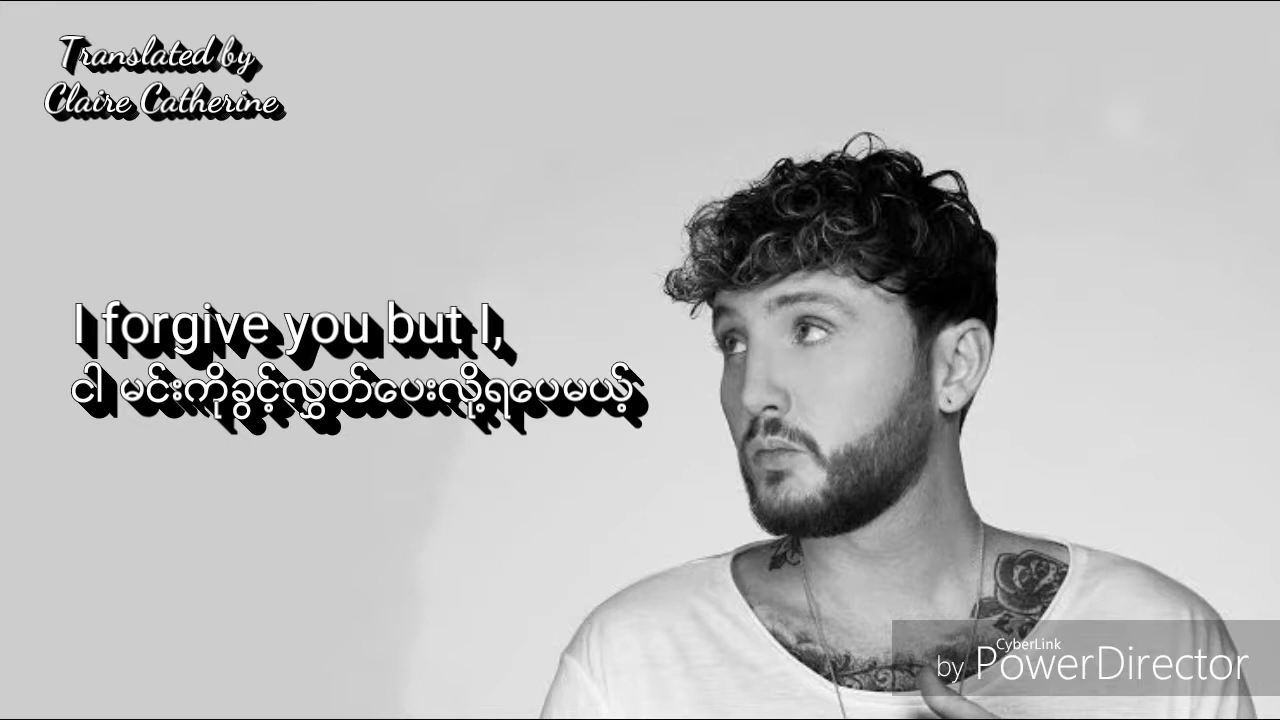 Translated by
Claire Catherine
I forgive you but I,
ငါ မင်းကိုခွင့်လွှတ်ပေးလို့ရပေမယ့်
CyberLink
by PowerDirector